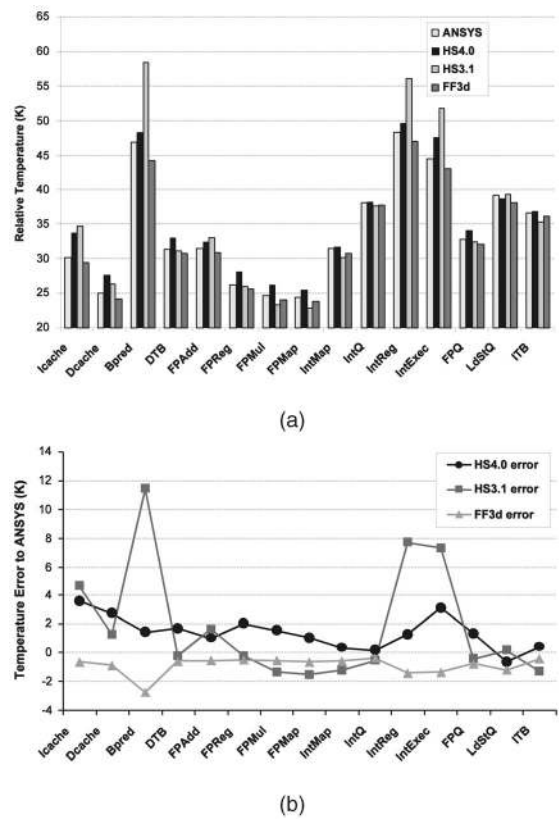 65
60
55
50
45
40
35
30
25
20
Relative Temperature (K)
ANSYS
HS4.0
HS3.1
FF3d
Icache
Dcache
Bpred
DTB
FPAdd
FPReg
FPMul
FPMap
IntMap
IntQ
IntReg
IntExec
FPQ
LdStQ
ITB
(a)
14
12
10
8
6
4
2
0
-2
-4
Temperature Error to ANSYS (K)
HS4.0 error
HS3.1 error
FF3d error
Icache
Dcache
Bpred
DTB
FPAdd
FPReg
FPMul
FPMap
IntMap
IntQ
IntReg
IntExec
FPQ
LdStQ
ITB
(b)